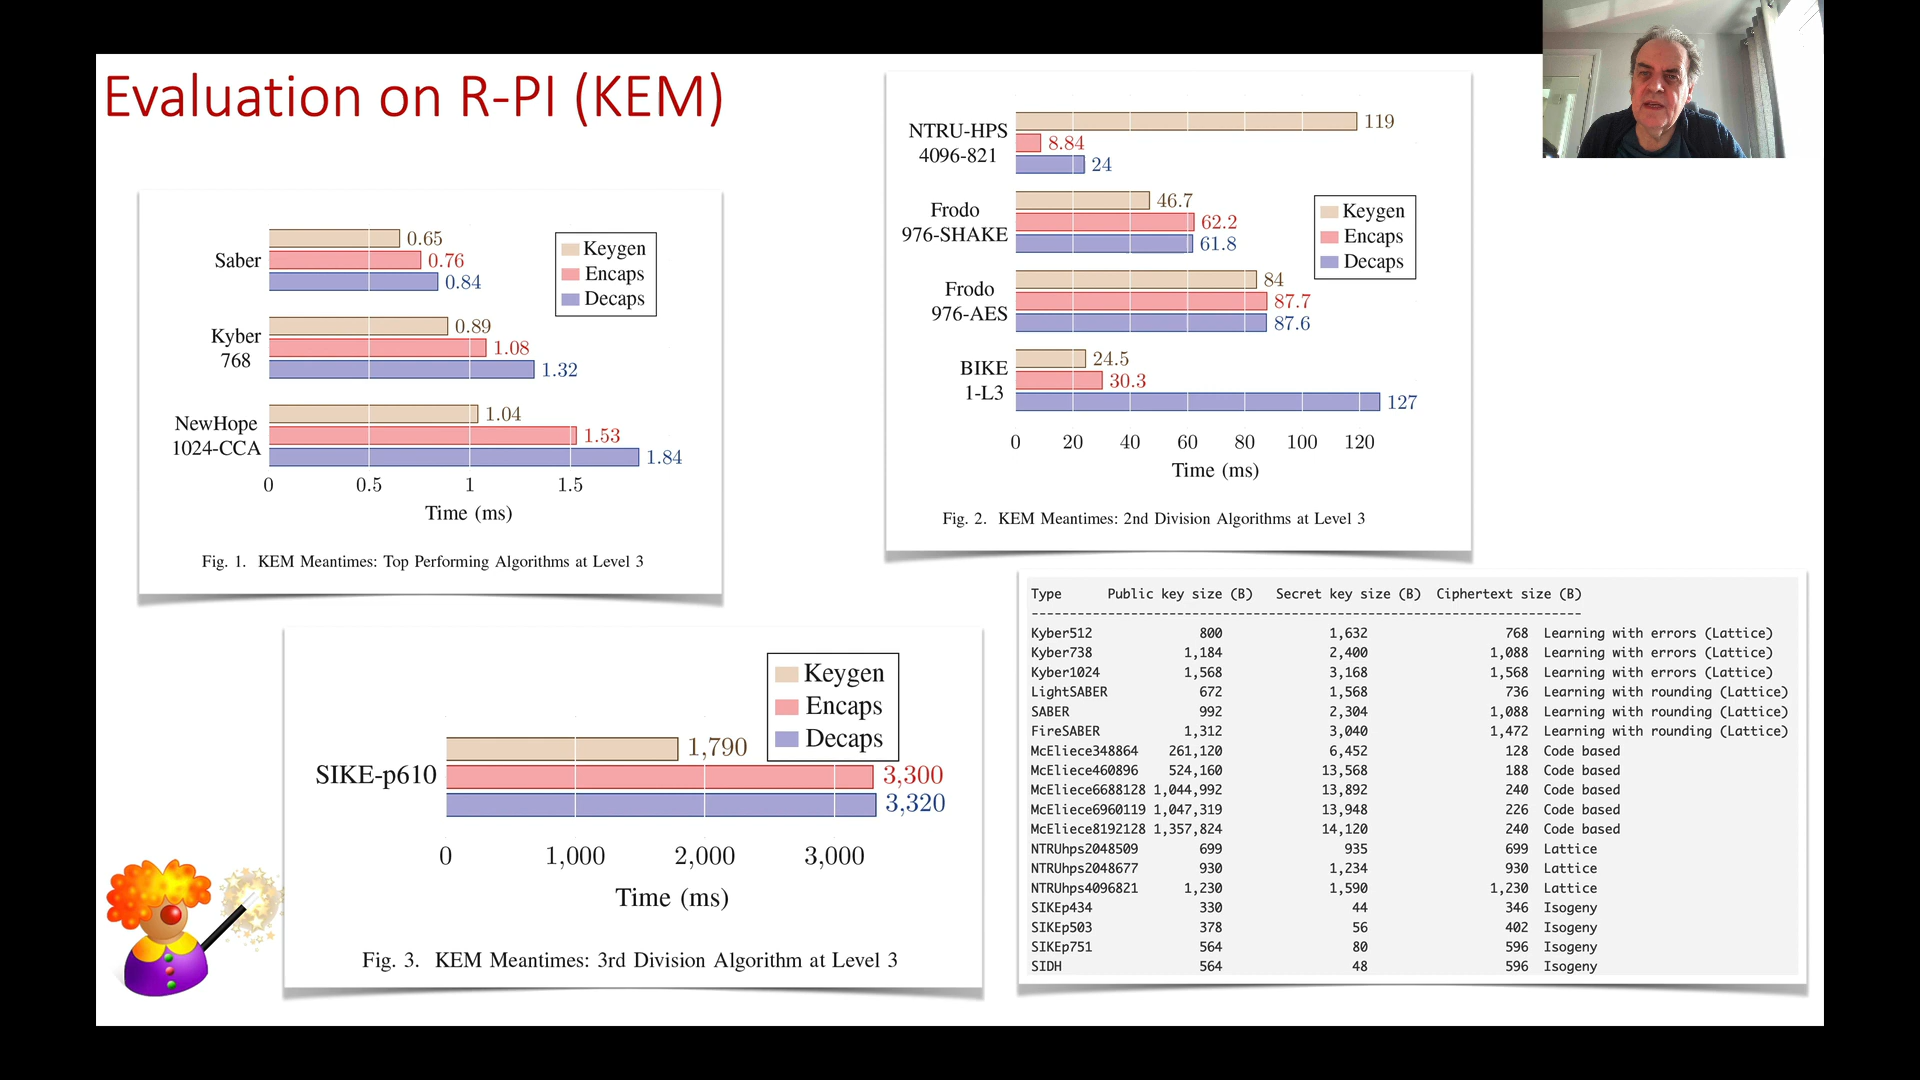 Evaluation on R-PI (KEM)
Saber
0.65
0.76
0.84
Kyber
768
0.89
1.08
1.32
NewHope
1024-CCA
1.04
1.53
1.84
Keygen
Encaps
Decaps
0 0.5 1 1.5
Time (ms)
Fig. 1. KEM Meantimes: Top Performing Algorithms at Level 3
NTRU-HPS
4096-821
119
8.84
24
Frodo
976-SHAKE
46.7
62.2
61.8
Frodo
976-AES
84
87.7
87.6
BIKE
1-L3
24.5
30.3
127
Keygen
Encaps
Decaps
0 20 40 60 80 100 120
Time (ms)
Fig. 2. KEM Meantimes: 2nd Division Algorithms at Level 3
Keygen
Encaps
Decaps
SIKE-p610
1,790
3,300
3,320
0 1,000 2,000 3,000
Time (ms)
Fig. 3. KEM Meantimes: 3rd Division Algorithm at Level 3
Type Public key size (B) Secret key size (B) Ciphertext size (B)
------------------------------------------------------------------------
Kyber512 800 1,632 768 Learning with errors (Lattice)
Kyber738 1,184 2,400 1,088 Learning with errors (Lattice)
Kyber1024 1,568 3,168 1,568 Learning with errors (Lattice)
LightSABER 672 1,568 736 Learning with rounding (Lattice)
SABER 992 2,304 1,088 Learning with rounding (Lattice)
FireSABER 1,312 3,040 1,472 Learning with rounding (Lattice)
McEliece348864 261,120 6,452 128 Code based
McEliece460896 524,160 13,568 188 Code based
McEliece6688128 1,044,992 13,892 240 Code based
McEliece6960119 1,047,319 13,948 226 Code based
McEliece8192128 1,357,824 14,120 240 Code based
NTRUhps2048509 699 935 699 Lattice
NTRUhps2048677 930 1,234 930 Lattice
NTRUhps4096821 1,230 1,590 1,230 Lattice
SIKEp434 330 44 346 Isogeny
SIKEp503 378 56 402 Isogeny
SIKEp751 564 80 596 Isogeny
SIDH 564 48 596 Isogeny